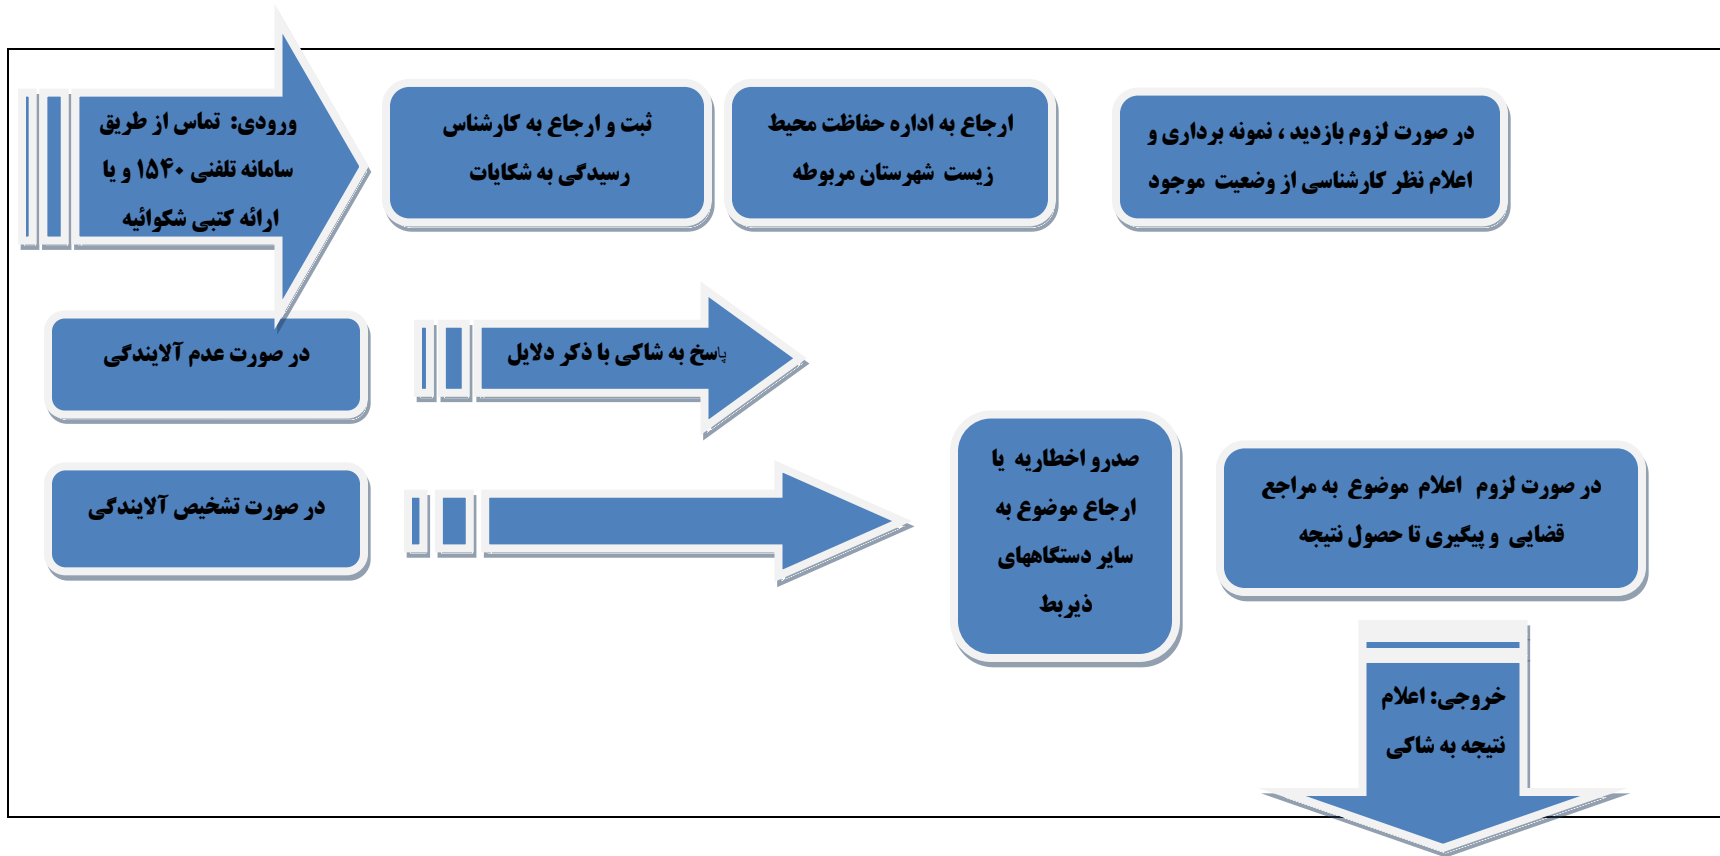 ورودی: تماس از طریق
سامانه تلفنی ۱۵۴۰ و یا
ارائه کتبی شکوائیه
ثبت و ارجاع به کارشناس
رسیدگی به شکایات
ارجاع به اداره حفاظت محیط
زیست شهرستان مربوطه
در صورت لزوم بازدید ، نمونه برداری و
اعلام نظر کارشناسی از وضعیت موجود
در صورت عدم آلایندگی
پاسخ به شاکی با ذکر دلایل
در صورت تشخیص آلایندگی
صدرو اخطاریه یا
ارجاع موضوع به
سایر دستگاههای
ذیربط
در صورت لزوم اعلام موضوع به مراجع
قضایی و پیگیری تا حصول نتیجه
خروجی: اعلام
نتیجه به شاکی